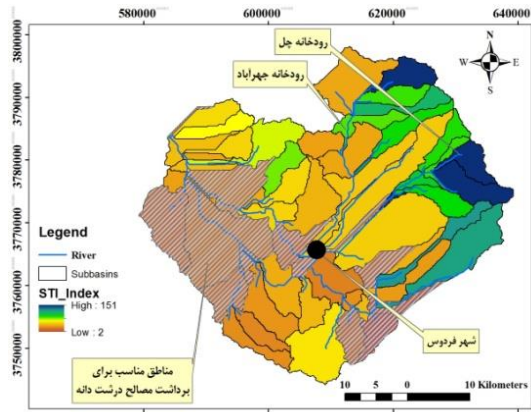 580000 600000 620000 640000
3800000
3790000
3780000
3770000
3760000
3750000
رودخانه چل
رودخانه جهرآباد
N
W E
S
Legend
River
Subbasins
STI_Index
High : 151
Low : 2
شهر فردوس
مناطق مناسب برای
برداشت مصالح درشت دانه
10 5 0 10 Kilometers